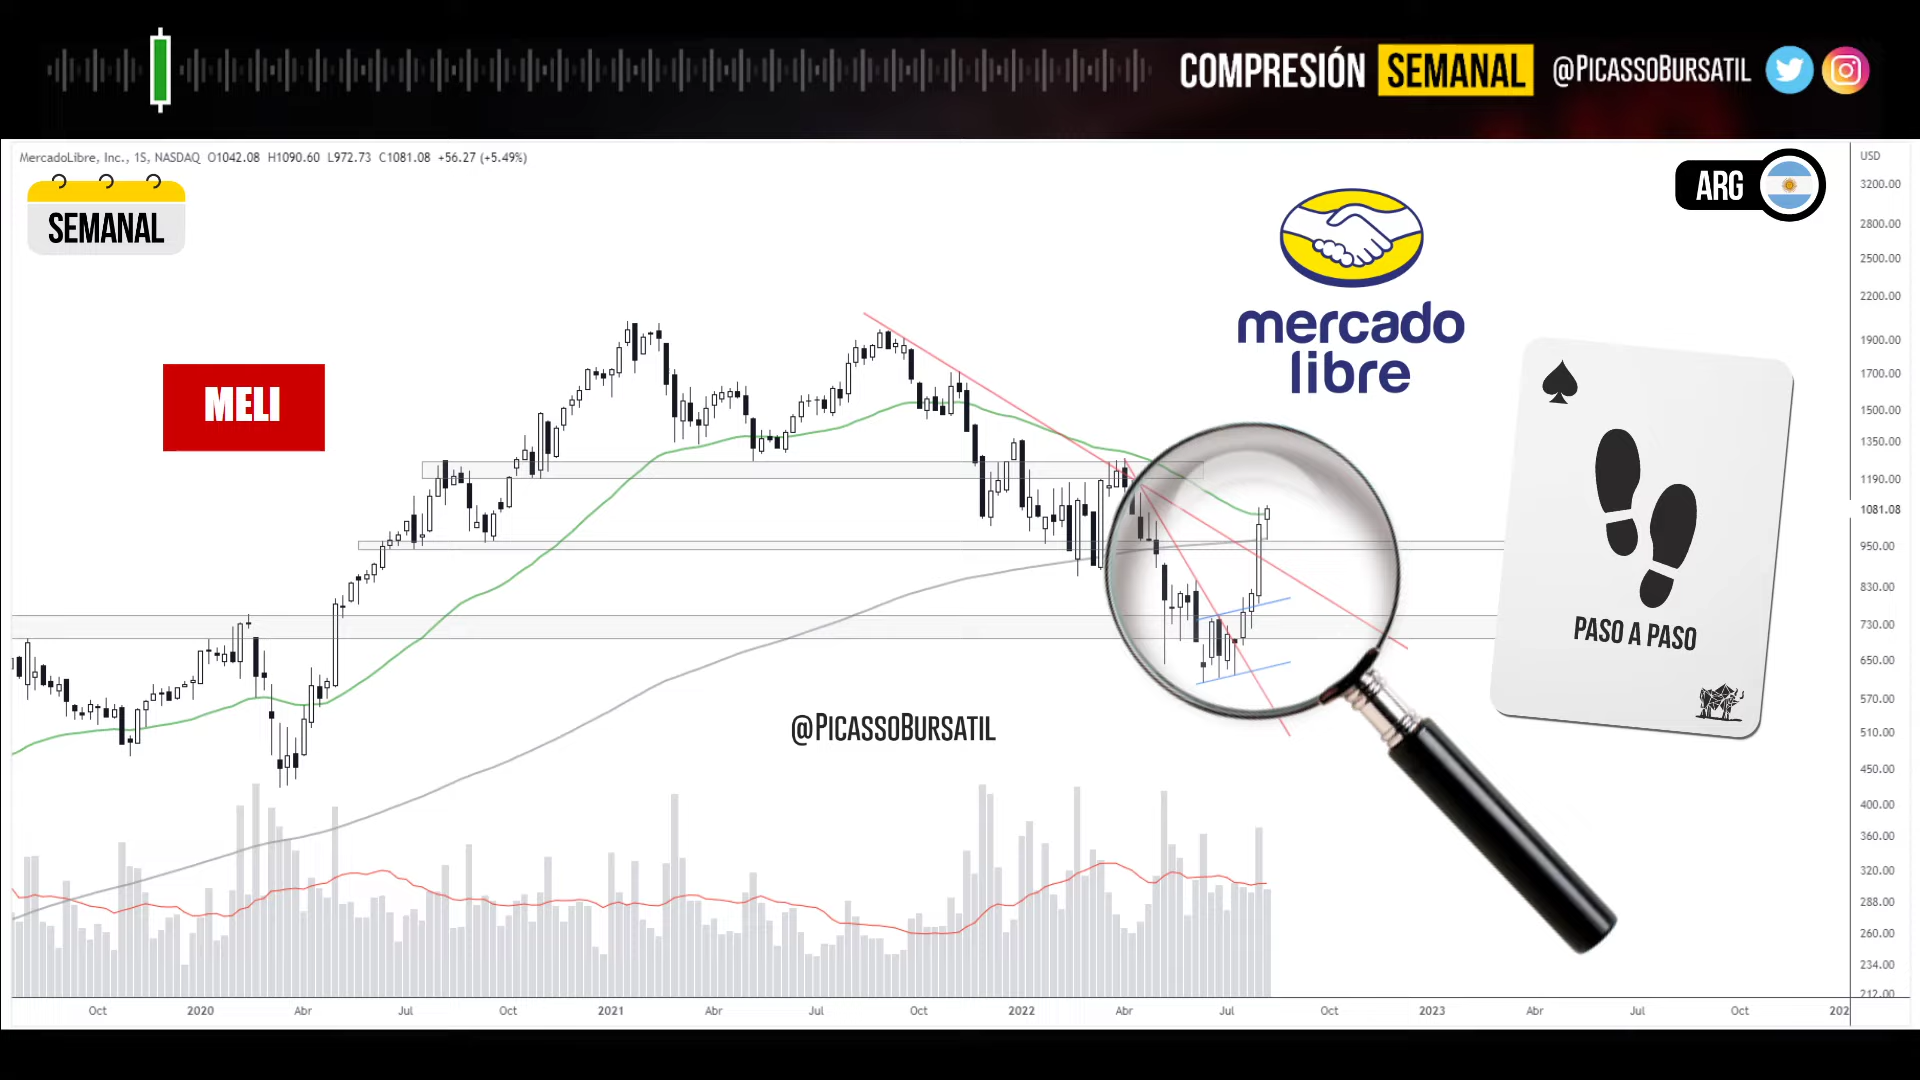 COMPRESIÓN SEMANAL @PICASSOBURSATIL
MercadoLibre, Inc., 1S, NASDAQ O1042.08 H1090.60 L972.73 C1081.08 +56.27 (+5.49%)
SEMANAL
ARG
USD
MELI
mercado
libre
PASO A PASO
@PICASSOBURSATIL
3200.00
2800.00
2500.00
2200.00
1900.00
1700.00
1500.00
1350.00
1190.00
1081.08
950.00
830.00
730.00
650.00
570.00
510.00
450.00
400.00
360.00
320.00
288.00
260.00
234.00
212.00
Oct 2020 Abr Jul Oct 2021 Abr Jul Oct 2022 Abr Jul Oct 2023 Abr Jul Oct 202